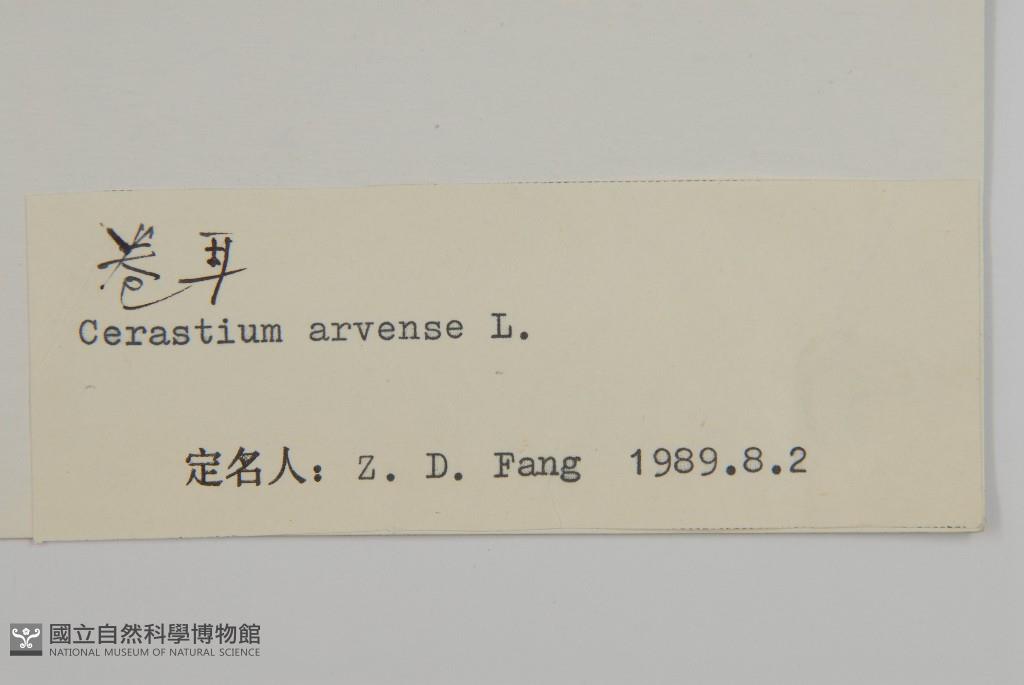 卷耳
Cerastium arvense L.
定名人: Z. D. Fang 1989.8.2
國立自然科學博物館
NATIONAL MUSEUM OF NATURAL SCIENCE